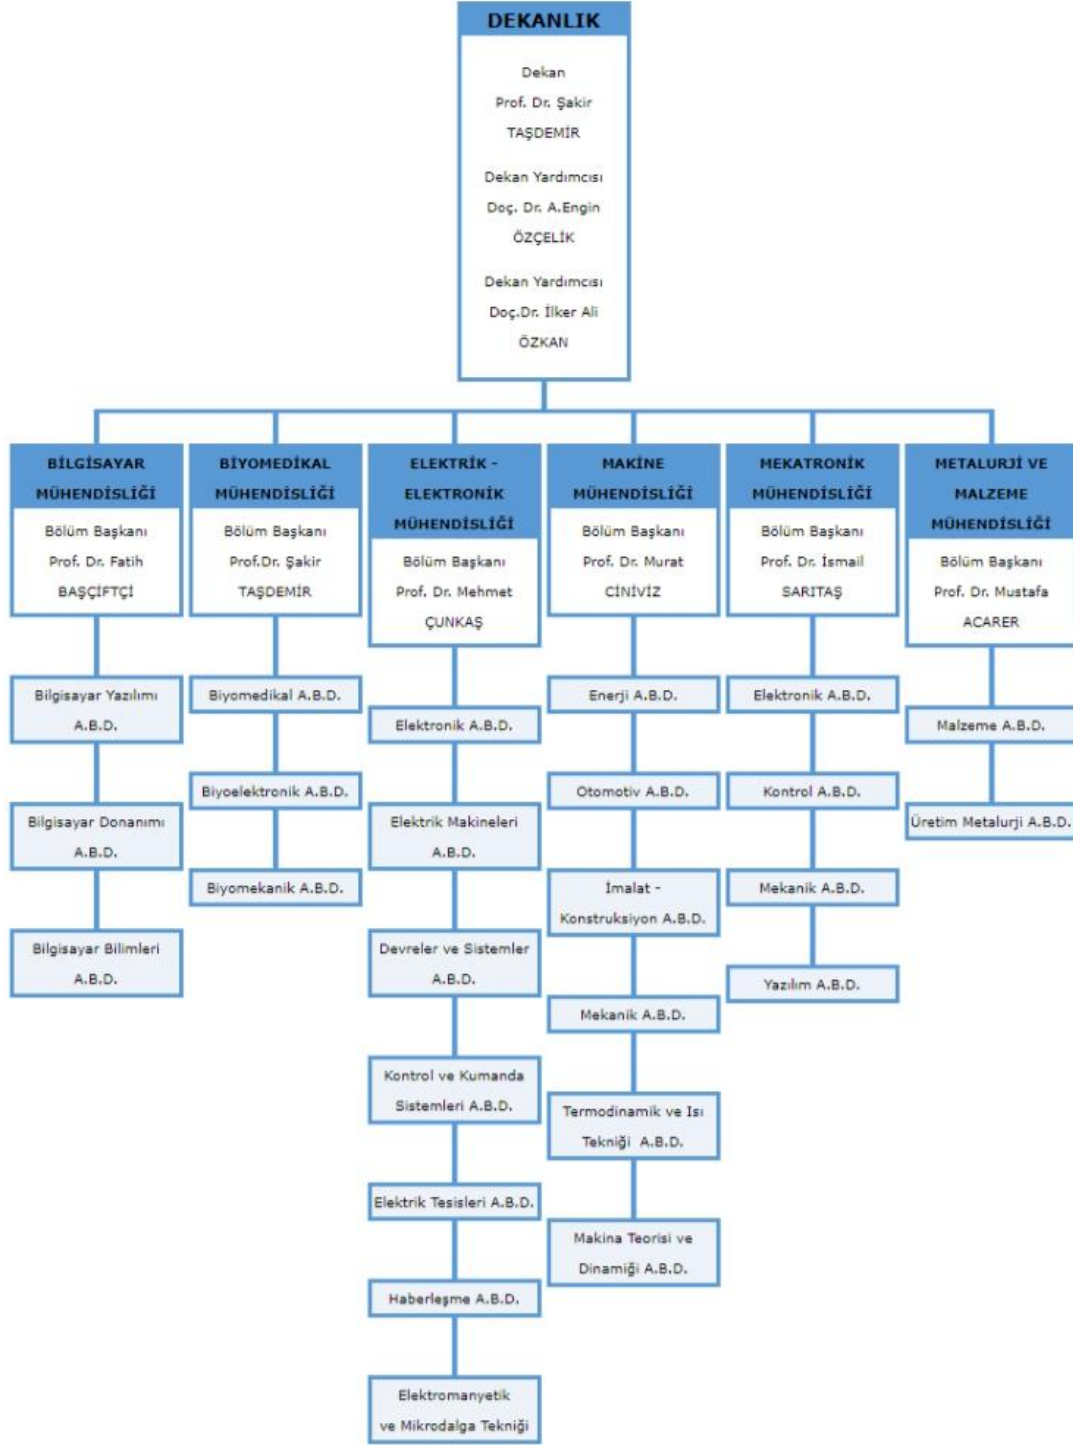 DEKANLIK
Dekan
Prof. Dr. Şakir
TAŞDEMİR
Dekan Yardımcısı
Doç. Dr. A.Engin
ÖZÇELİK
Dekan Yardımcısı
Doç.Dr. İlker Ali
ÖZKAN
BİLGİSAYAR
MÜHENDİSLİĞİ
Bölüm Başkanı
Prof. Dr. Fatih
BAŞÇİFTÇİ
Bilgisayar Yazılımı
A.B.D.
Bilgisayar Donanımı
A.B.D.
Bilgisayar Bilimleri
A.B.D.
BİYOMEDİKAL
MÜHENDİSLİĞİ
Bölüm Başkanı
Prof.Dr. Şakir
TAŞDEMİR
Biyomedikal A.B.D.
Biyoelektronik A.B.D.
Biyomekanik A.B.D.
ELEKTRİK -
ELEKTRONİK
MÜHENDİSLİĞİ
Bölüm Başkanı
Prof. Dr. Mehmet
ÇUNKAŞ
Elektronik A.B.D.
Elektrik Makineleri
A.B.D.
Devreler ve Sistemler
A.B.D.
Kontrol ve Kumanda
Sistemleri A.B.D.
Elektrik Tesisleri A.B.D.
Haberleşme A.B.D.
Elektromanyetik
ve Mikrodalga Tekniği
MAKİNE
MÜHENDİSLİĞİ
Bölüm Başkanı
Prof. Dr. Murat
CİNİVİZ
Enerji A.B.D.
Otomotiv A.B.D.
İmalat -
Konstruksiyon A.B.D.
Mekanik A.B.D.
Termodinamik ve Isı
Tekniği A.B.D.
Makina Teorisi ve
Dinamiği A.B.D.
MEKATRONİK
MÜHENDİSLİĞİ
Bölüm Başkanı
Prof. Dr. İsmail
SARITAŞ
Elektronik A.B.D.
Kontrol A.B.D.
Mekanik A.B.D.
Yazılım A.B.D.
METALURJİ VE
MALZEME
MÜHENDİSLİĞİ
Bölüm Başkanı
Prof. Dr. Mustafa
ACARER
Malzeme A.B.D.
Üretim Metalurji A.B.D.